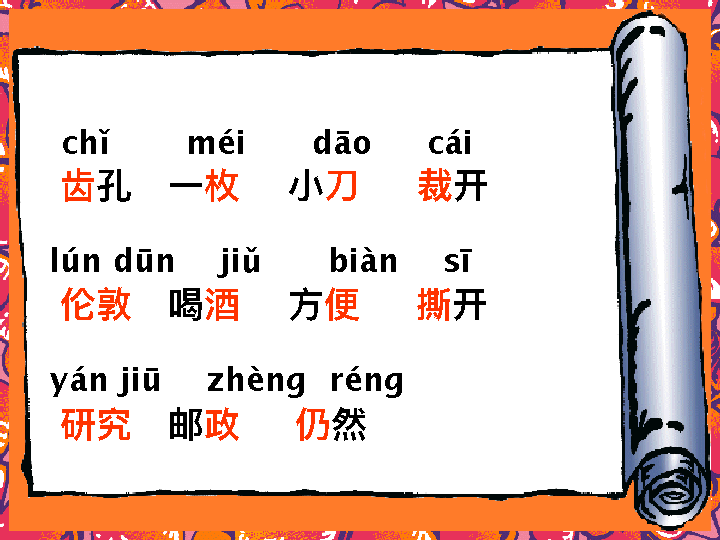 chǐ méi dāo cái
齿孔 一枚 小刀 裁开
lún dūn jiǔ biàn sī
伦敦 喝酒 方便 撕开
yán jiū zhèng réng
研究 邮政 仍然